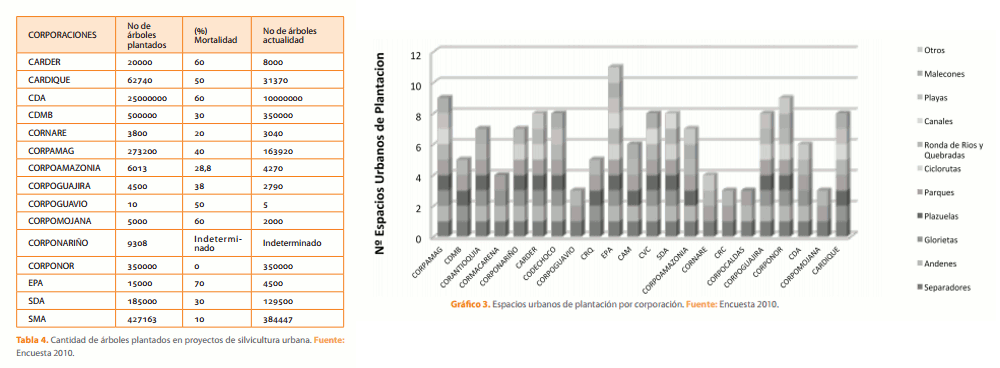 CORPORACIONES No de árboles plantados (%) Mortalidad No de árboles actualidad
CARDER 20000 60 8000
CARDIQUE 62740 50 31370
CDA 25000000 60 10000000
CDMB 500000 30 350000
CORNARE 3800 20 3040
CORPAMAG 273200 40 163920
CORPOAMAZONIA 6013 28,8 4270
CORPOGUAJIRA 4500 38 2790
CORPOGUAVIO 10 50 5
CORPOMOJANA 5000 60 2000
CORPONARIÑO 9308 Indetermi-nado Indeterminado
CORPONOR 350000 0 350000
EPA 15000 70 4500
SDA 185000 30 129500
SMA 427163 10 384447
Tabla 4. Cantidad de árboles plantados en proyectos de silvicultura urbana. Fuente:
Encuesta 2010.
Nº Espacios Urbanos de Plantacion
12
10
8
6
4
2
0
CORPAMAG
CDMB
CORANTIOQUIA
CORMACARENA
CORPONARIÑO
CARDER
CODECHOCO
CORPOGUAVIO
CRQ
EPA
CAM
CVC
SDA
CORPOAMAZONIA
CORNARE
CRC
CORPOCALDAS
CORPOGUAJIRA
CORPONOR
CDA
CORPOMOJANA
CARDIQUE
Otros
Malecones
Playas
Canales
Ronda de Rios y
Quebradas
Ciclorutas
Parques
Plazuelas
Glorietas
Andenes
Separadores
Gráfico 3. Espacios urbanos de plantación por corporación. Fuente: Encuesta 2010.